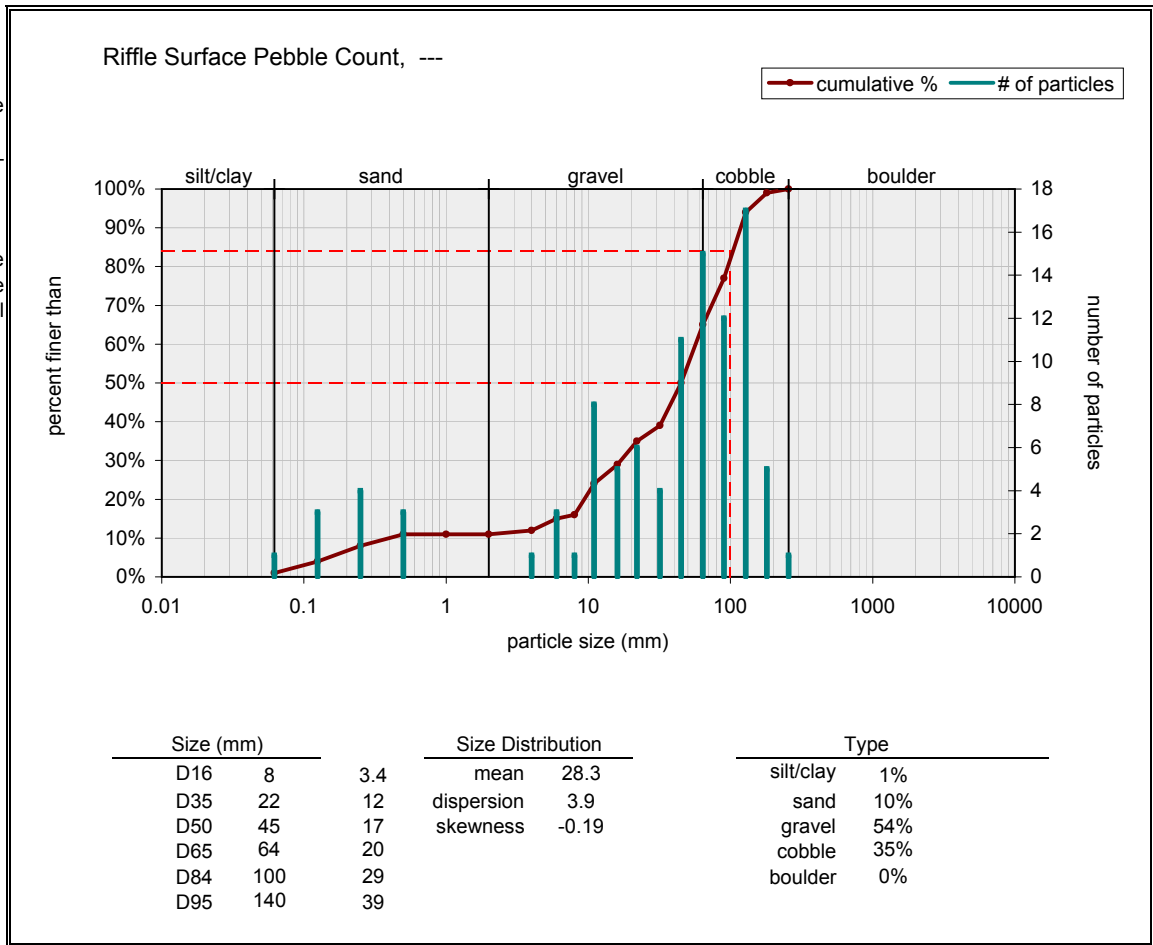 Riffle Surface Pebble Count, ---
cumulative % # of particles
silt/clay sand gravel cobble boulder
100% 18
90% 16
80% 14
70% 12
60% 10
50% 8
40% 6
30% 4
20% 2
10% 0
0%
percent finer than
number of particles
0.01 0.1 1 10 100 1000 10000
particle size (mm)
Size (mm) Size Distribution Type
D16 8 3.4 mean 28.3 silt/clay 1%
D35 22 12 dispersion 3.9 sand 10%
D50 45 17 skewness -0.19 gravel 54%
D65 64 20 cobble 35%
D84 100 29 boulder 0%
D95 140 39